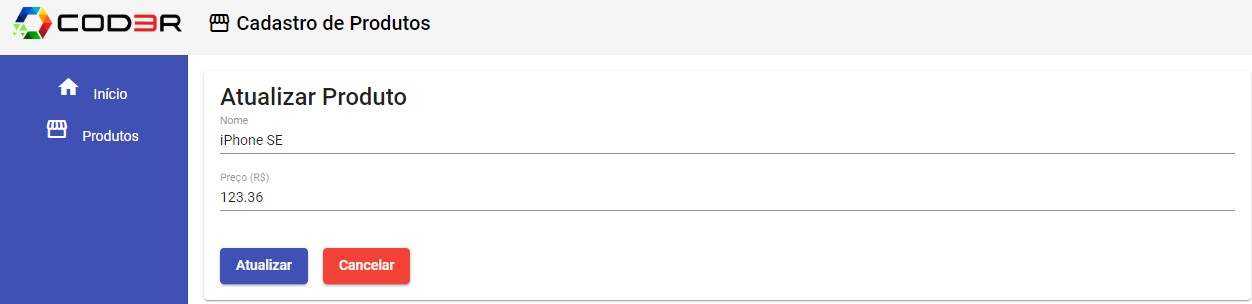 COD3R
Cadastro de Produtos
Início
Produtos
Atualizar Produto
Nome
iPhone SE
Preço (R$)
123.36
Atualizar
Cancelar